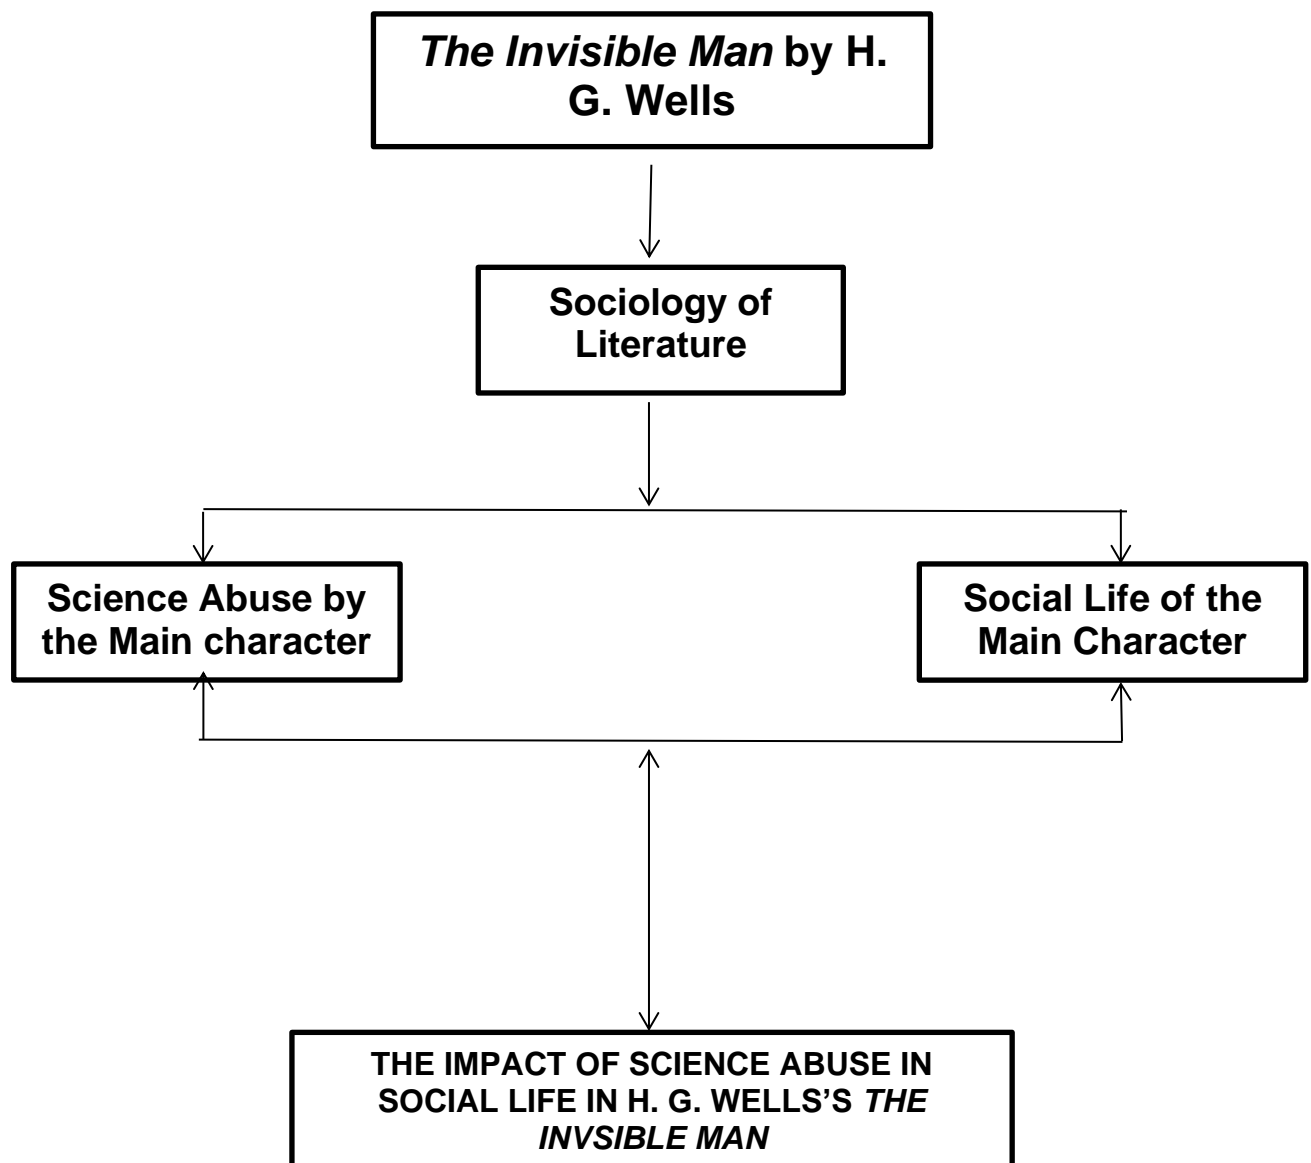 The Invisible Man by H.
G. Wells
Sociology of
Literature
Science Abuse by
the Main character
Social Life of the
Main Character
THE IMPACT OF SCIENCE ABUSE IN
SOCIAL LIFE IN H. G. WELLS’S THE
INVSIBLE MAN